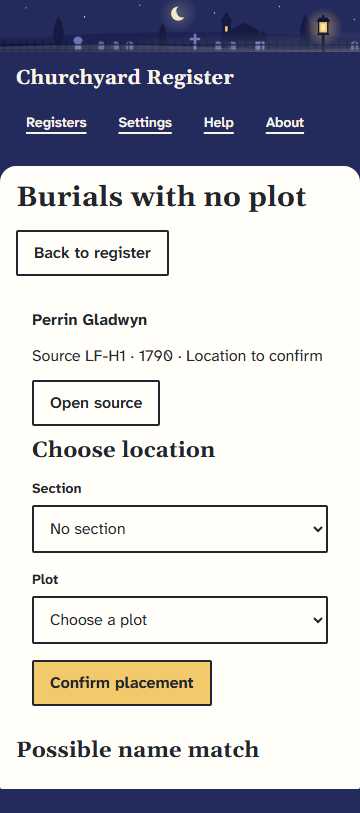 Churchyard Register
Registers Settings Help About
Burials with no plot
Back to register
Perrin Gladwyn
Source LF-H1 · 1790 · Location to confirm
Open source
Choose location
Section
No section
Plot
Choose a plot
Confirm placement
Possible name match